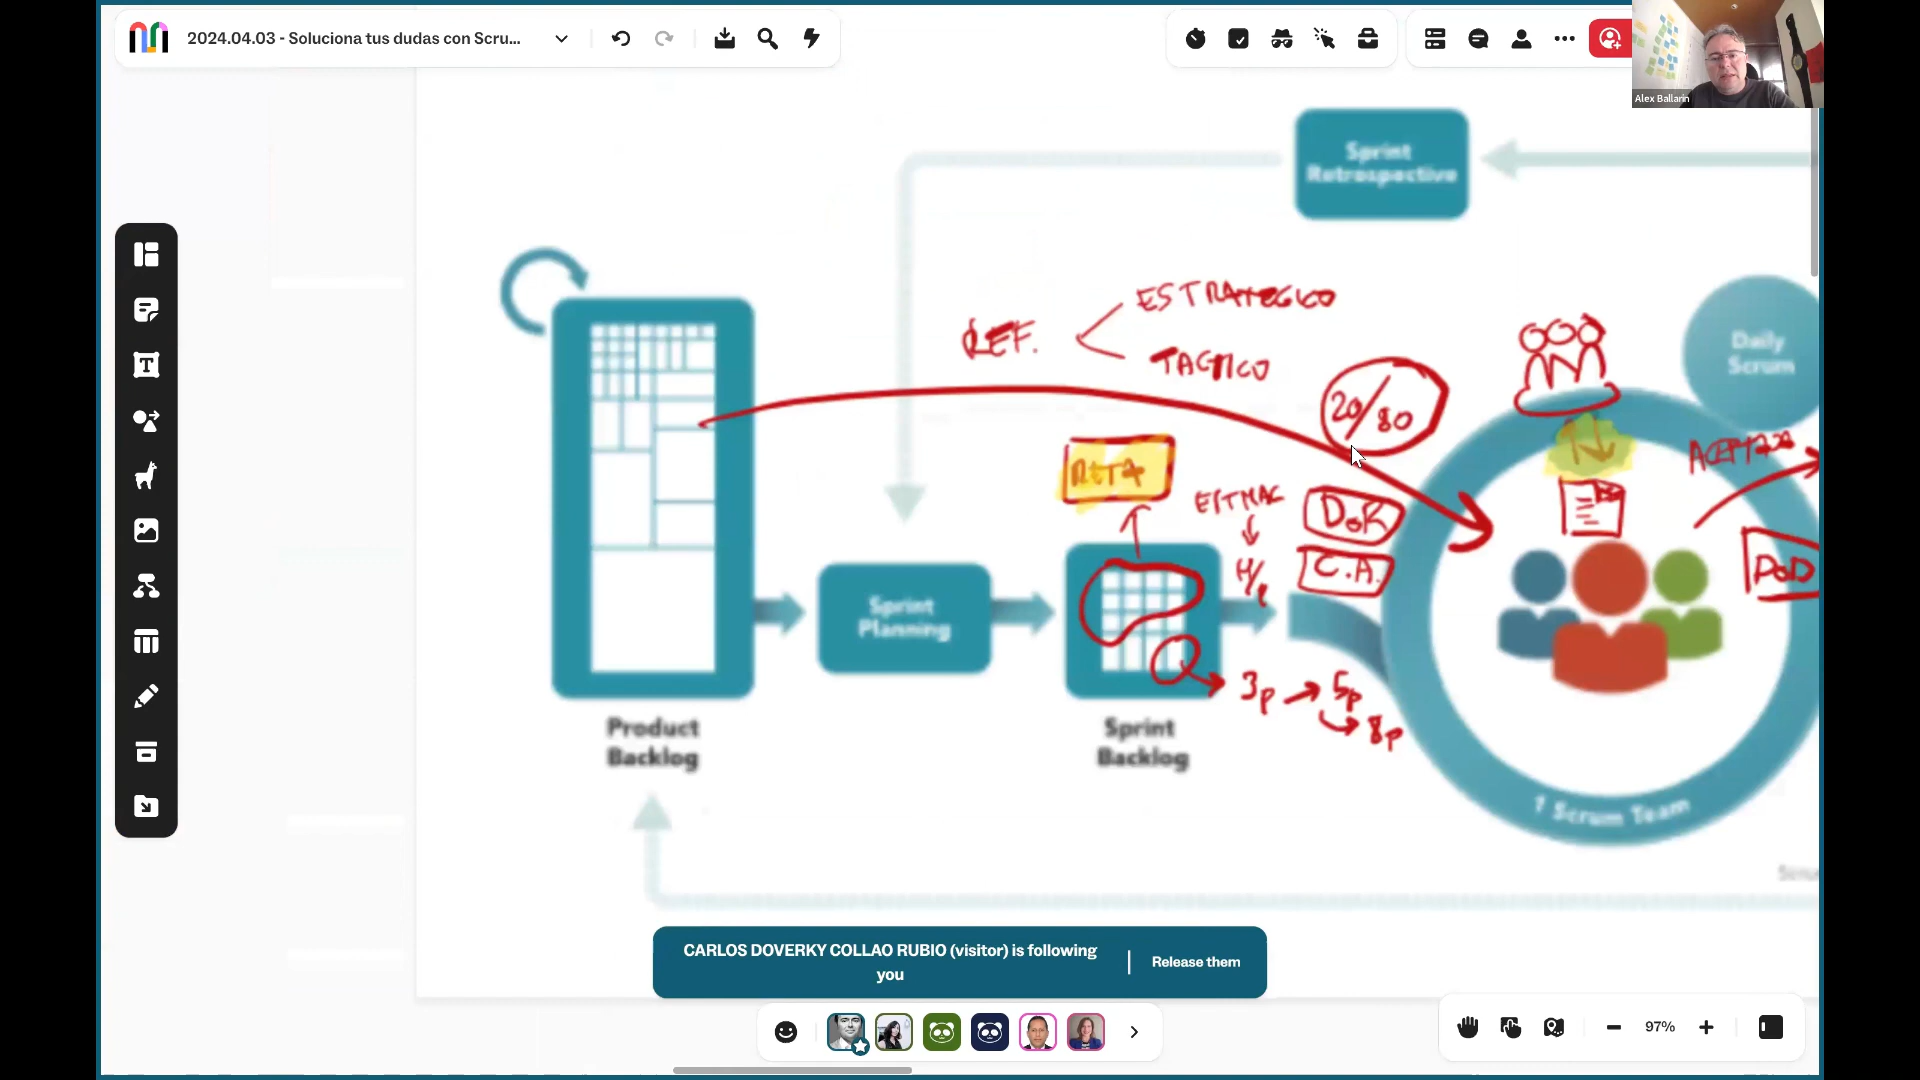 2024.04.03 - Soluciona tus dudas con Scru...
Alex Ballarin
Sprint
Retrospective
ESTRATEGICO
REF.
TACTICO
Daily
Scrum
20/80
ACEPTADA
META
ESTIMAC
DoR
C.A.
H/
DoD
Sprint
Planning
3p
5p
8p
Product
Backlog
Sprint
Backlog
1 Scrum Team
CARLOS DOVERKY COLLAO RUBIO (visitor) is following
you
Release them
97%